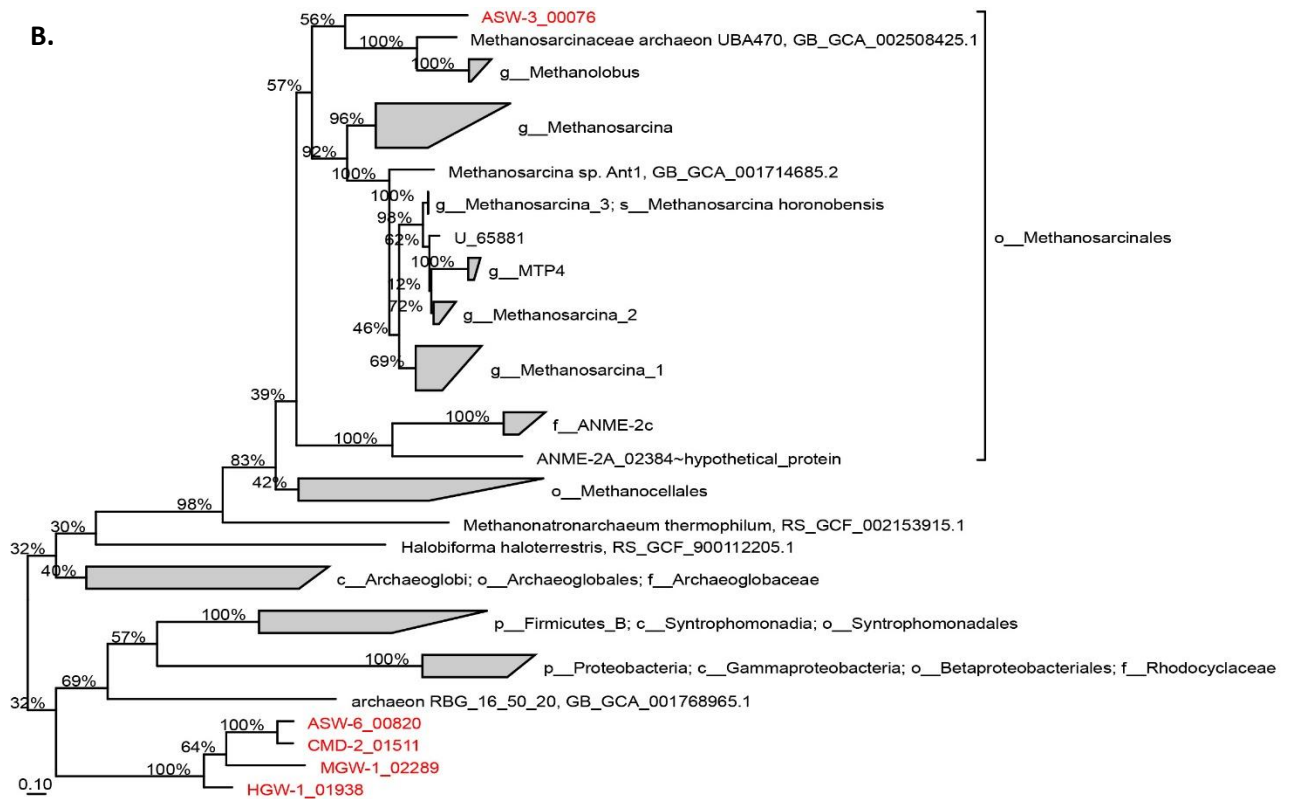 B.
56%
ASW-3_00076
100%
Methanosarcinaceae archaeon UBA470, GB_GCA_002508425.1
100%
g__Methanolobus
57%
96%
g__Methanosarcina
92%
100%
Methanosarcina sp. Ant1, GB_GCA_001714685.2
100%
g__Methanosarcina_3; s__Methanosarcina horonobensis
98%
62%
U_65881
o__Methanosarcinales
100%
g__MTP4
12%
72%
g__Methanosarcina_2
46%
69%
g__Methanosarcina_1
39%
100%
f__ANME-2c
100%
ANME-2A_02384~hypothetical_protein
83%
42%
o__Methanocellales
98%
Methanonatronarchaeum thermophilum, RS_GCF_002153915.1
30%
Halobiforma haloterrestris, RS_GCF_900112205.1
32%
40%
c__Archaeoglobi; o__Archaeoglobales; f__Archaeoglobaceae
100%
p__Firmicutes_B; c__Syntrophomonadia; o__Syntrophomonadales
57%
100%
p__Proteobacteria; c__Gammaproteobacteria; o__Betaproteobacteriales; f__Rhodocyclaceae
69%
archaeon RBG_16_50_20, GB_GCA_001768965.1
32%
100%
ASW-6_00820
64%
CMD-2_01511
100%
MGW-1_02289
HGW-1_01938
0.10